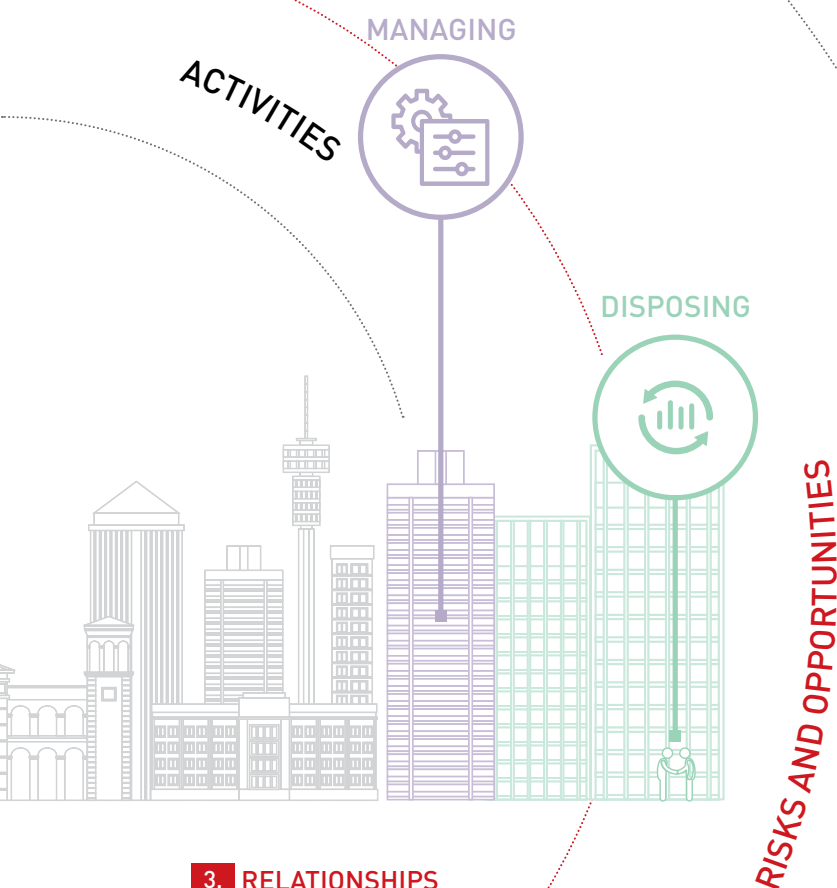 MANAGING
ACTIVITIES
DISPOSING
RISKS AND OPPORTUNITIES
3. RELATIONSHIPS